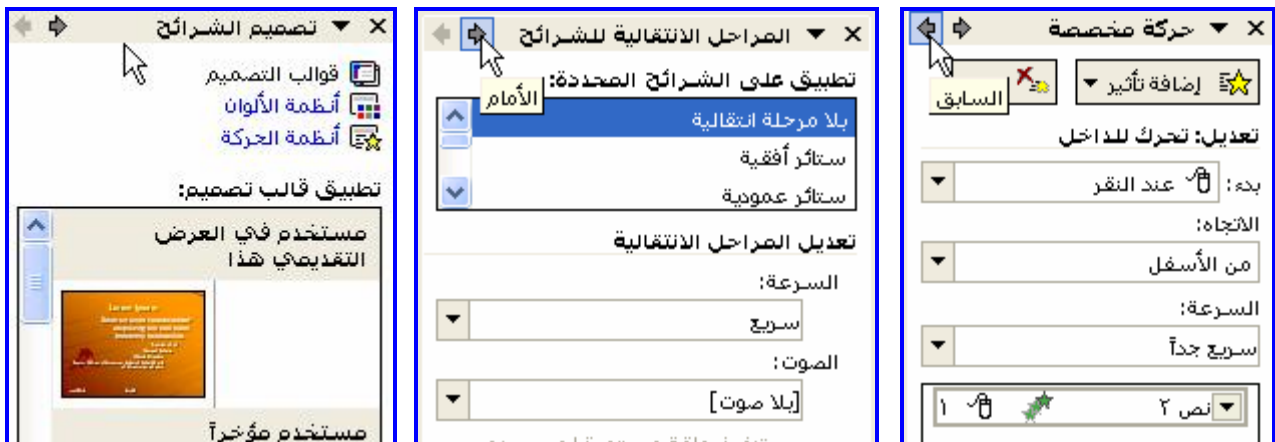 حركة مخصصة
إضافة تأثير
السابق
تعديل: تحرك للداخل
بدء: عند النقر
الاتجاه:
من الأسفل
السرعة:
سريع جداً
نص ٢
١
المراحل الانتقالية للشرائح
تطبيق على الشرائح المحددة:
الأمام
بلا مرحلة انتقالية
ستائر أفقية
ستائر عمودية
تعديل المراحل الانتقالية
السرعة:
سريع
الصوت:
[بلا صوت]
تصميم الشرائح
قوالب التصميم
أنظمة الألوان
أنظمة الحركة
تطبيق قالب تصميم:
مستخدم في العرض
التقديمي هذا
مستخدم مؤخراً